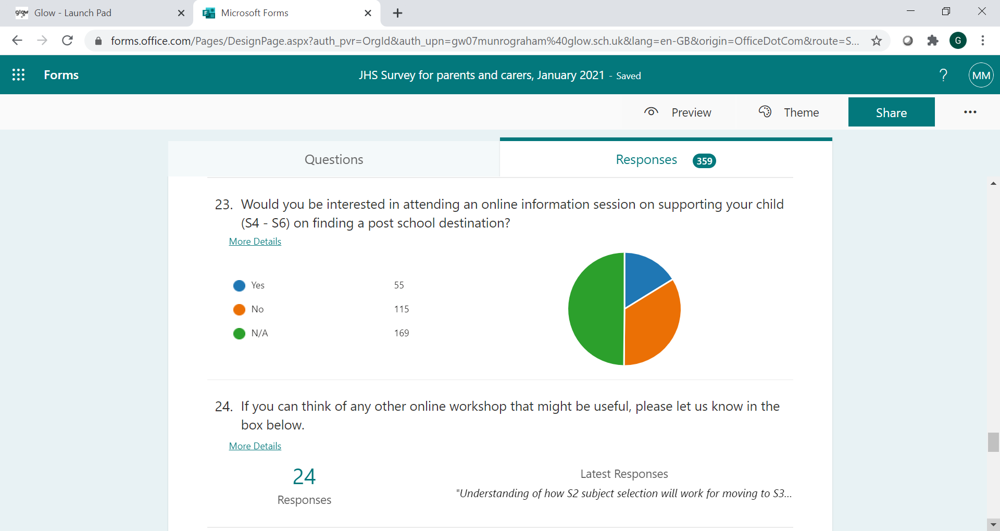 glow
Glow - Launch Pad
Microsoft Forms
forms.office.com/Pages/DesignPage.aspx?auth_pvr=OrgId&auth_upn=gw07munrograham%40glow.sch.uk&lang=en-GB&origin=OfficeDotCom&route=S...
G
Forms
JHS Survey for parents and carers, January 2021 - Saved
?
MM
Preview
Theme
Share
Questions
Responses 359
23. Would you be interested in attending an online information session on supporting your child
(S4 - S6) on finding a post school destination?
More Details
Yes 55
No 115
N/A 169
24. If you can think of any other online workshop that might be useful, please let us know in the
box below.
More Details
24
Responses
Latest Responses
"Understanding of how S2 subject selection will work for moving to S3...